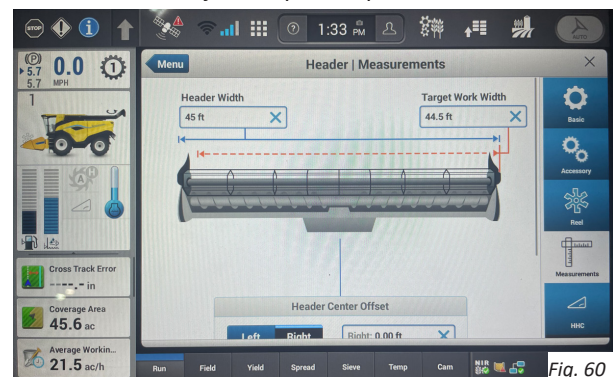 STOP
1:33 PM
AUTO
(P)
5.7
5.7
0.0
MPH
1
1
Menu
Header | Measurements
Header Width
45 ft
Target Work Width
44.5 ft
Basic
Accessory
Reel
Measurements
HHC
Cross Track Error
----.- in
Coverage Area
45.6 ac
Average Workin...
21.5 ac/h
Header Center Offset
Left
Right
Right: 0.00 ft
Run
Field
Yield
Spread
Sieve
Temp
Cam
NIR
Fig. 60